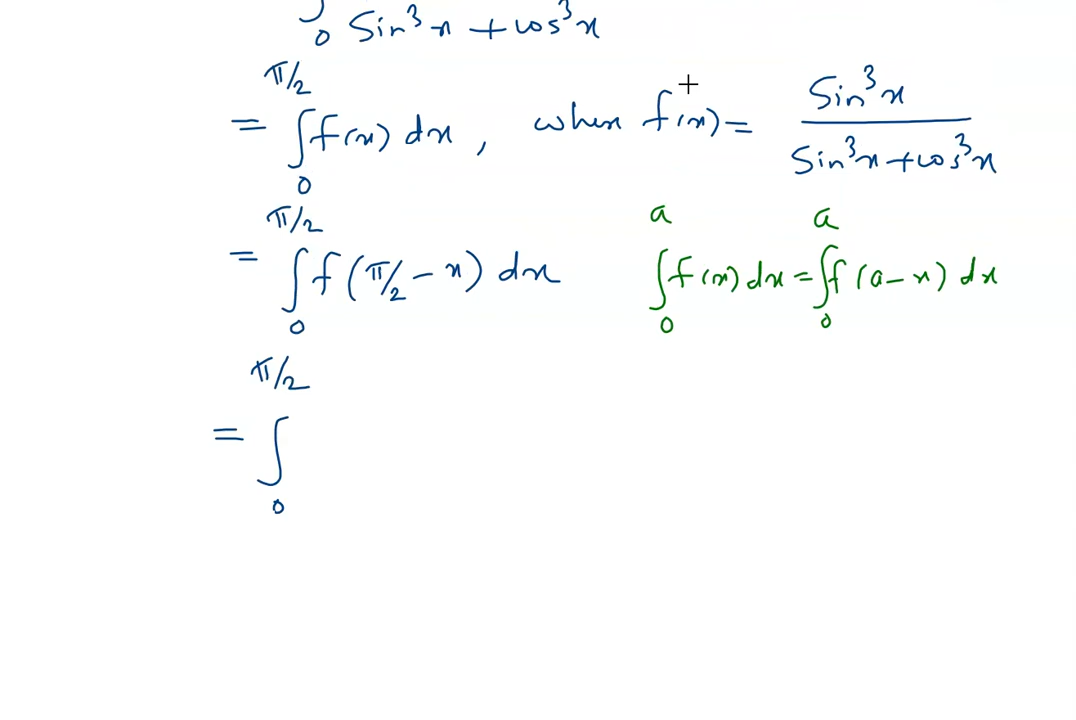 ∫₀ sin³x + cos³x
= ∫₀^{π/2} f(x) dx, when f(x) = sin³x / (sin³x + cos³x)
= ∫₀^{π/2} f(π/2 − x) dx    ∫₀^a f(x) dx = ∫₀^a f(a − x) dx
= ∫₀^{π/2}